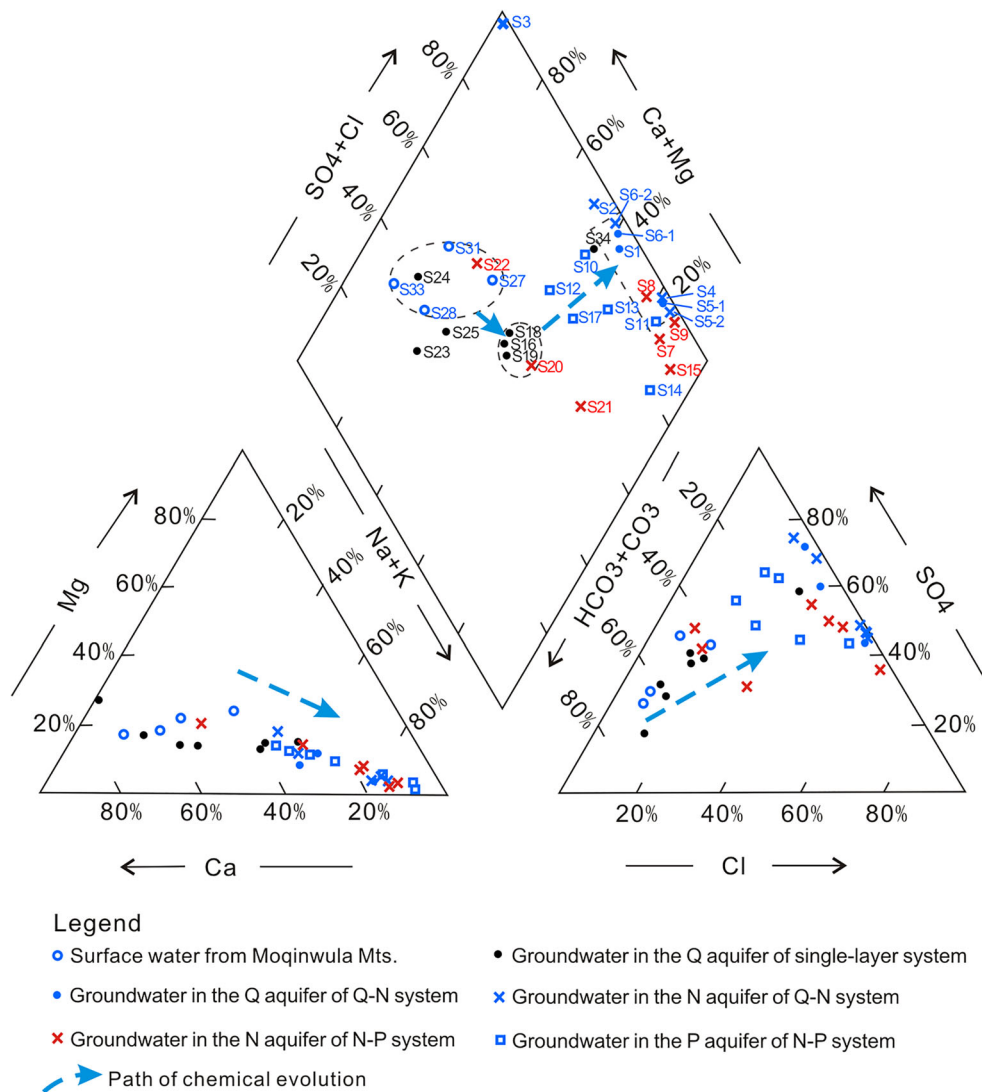 S3
80%
80%
SO4+Cl
Ca+Mg
60%
60%
40%
S2
S6-2
40%
S34
S6-1
S1
20%
S31
S22
S10
20%
S24
S27
S33
S12
S8
S4
S28
S13
S5-1
S17
S11
S5-2
S25
S18
S9
S23
S16
S7
S19
S20
S15
S14
S21
Mg
80%
20%
Na+K
HCO3+CO3
20%
80%
SO4
60%
40%
40%
60%
40%
60%
60%
40%
20%
80%
80%
20%
80%
60%
40%
20%
20%
40%
60%
80%
Ca
Cl
Legend
Surface water from Moqinwula Mts.
Groundwater in the Q aquifer of single-layer system
Groundwater in the Q aquifer of Q-N system
Groundwater in the N aquifer of Q-N system
Groundwater in the N aquifer of N-P system
Groundwater in the P aquifer of N-P system
Path of chemical evolution